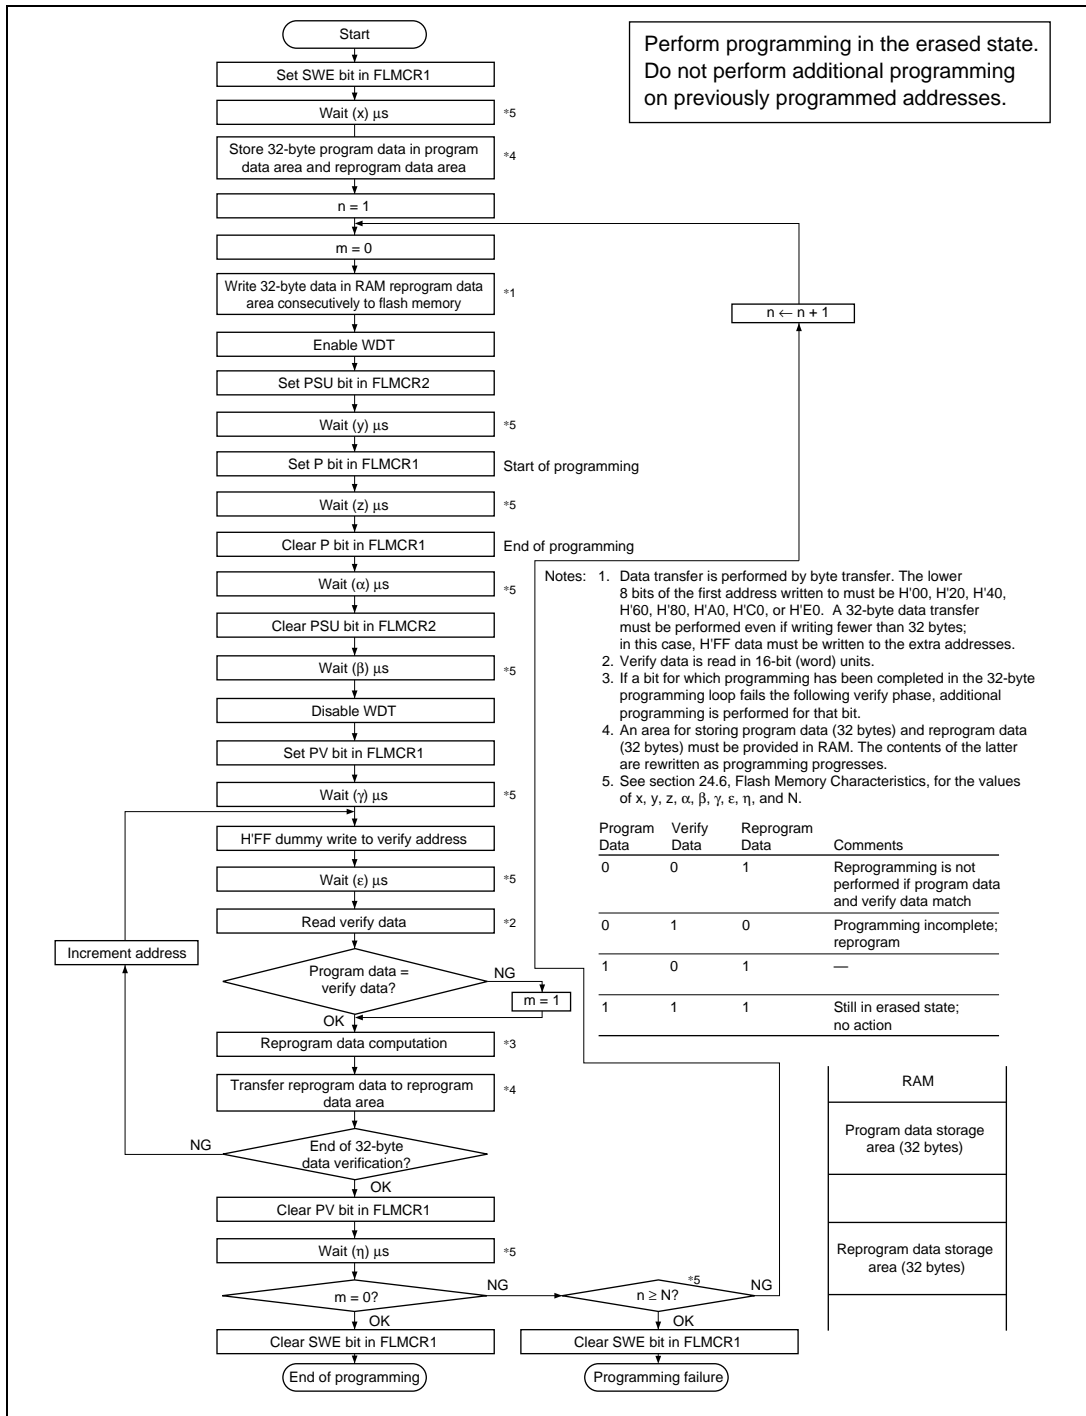 Start
Perform programming in the erased state.
Do not perform additional programming
on previously programmed addresses.
Set SWE bit in FLMCR1
Wait (x) μs
*5
Store 32-byte program data in program
data area and reprogram data area
*4
n = 1
m = 0
Write 32-byte data in RAM reprogram data
area consecutively to flash memory
*1
n ← n + 1
Enable WDT
Set PSU bit in FLMCR2
Wait (y) μs
*5
Set P bit in FLMCR1
Start of programming
Wait (z) μs
*5
Clear P bit in FLMCR1
End of programming
Wait (α) μs
*5
Clear PSU bit in FLMCR2
Wait (β) μs
*5
Disable WDT
Set PV bit in FLMCR1
Wait (γ) μs
*5
H'FF dummy write to verify address
Wait (ε) μs
*5
Read verify data
*2
Increment address
Program data =
verify data?
NG
m = 1
OK
Reprogram data computation
*3
Transfer reprogram data to reprogram
data area
*4
NG
End of 32-byte
data verification?
OK
Clear PV bit in FLMCR1
Wait (η) μs
*5
m = 0?
NG
*5
n ≥ N?
NG
OK
OK
Clear SWE bit in FLMCR1
Clear SWE bit in FLMCR1
End of programming
Programming failure
Notes: 1. Data transfer is performed by byte transfer. The lower
8 bits of the first address written to must be H'00, H'20, H'40,
H'60, H'80, H'A0, H'C0, or H'E0. A 32-byte data transfer
must be performed even if writing fewer than 32 bytes;
in this case, H'FF data must be written to the extra addresses.
2. Verify data is read in 16-bit (word) units.
3. If a bit for which programming has been completed in the 32-byte
programming loop fails the following verify phase, additional
programming is performed for that bit.
4. An area for storing program data (32 bytes) and reprogram data
(32 bytes) must be provided in RAM. The contents of the latter
are rewritten as programming progresses.
5. See section 24.6, Flash Memory Characteristics, for the values
of x, y, z, α, β, γ, ε, η, and N.
Program Verify Reprogram
Data Data Data Comments
0 0 1 Reprogramming is not
performed if program data
and verify data match
0 1 0 Programming incomplete;
reprogram
1 0 1 —
1 1 1 Still in erased state;
no action
RAM
Program data storage
area (32 bytes)
Reprogram data storage
area (32 bytes)